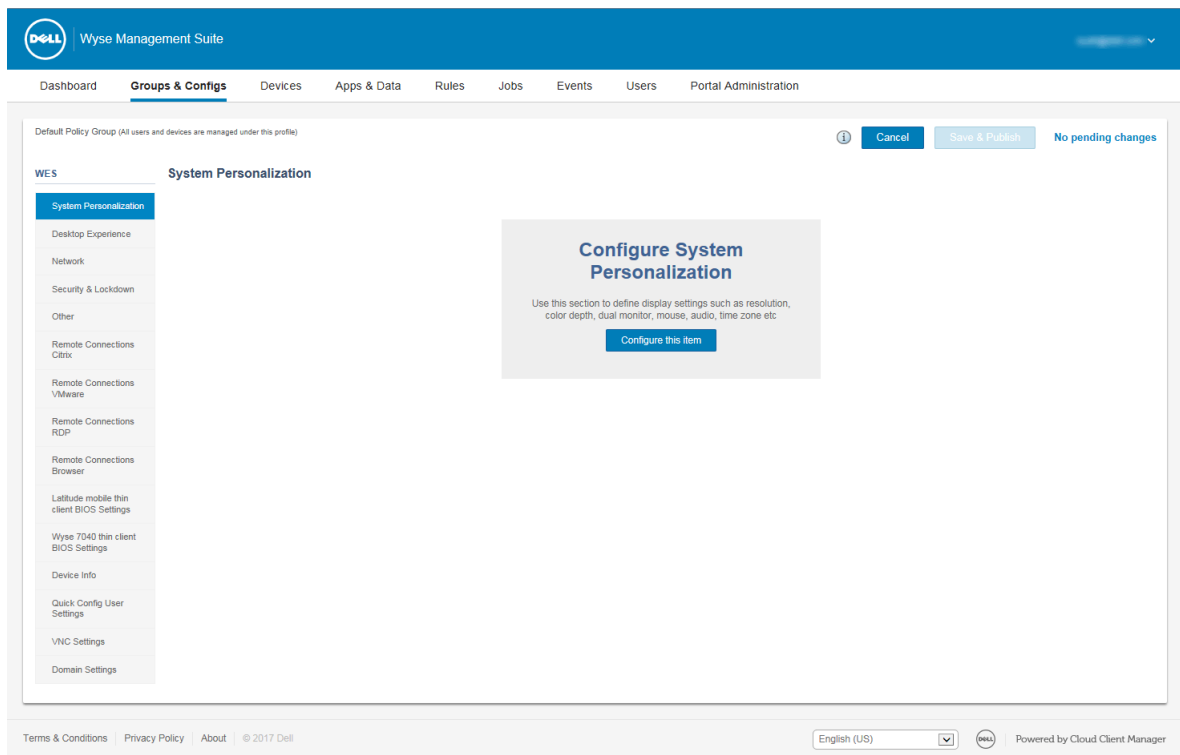 DELL
Wyse Management Suite
Dashboard
Groups & Configs
Devices
Apps & Data
Rules
Jobs
Events
Users
Portal Administration
Default Policy Group (All users and devices are managed under this profile)
i
Cancel
Save & Publish
No pending changes
WES
System Personalization
Desktop Experience
Network
Security & Lockdown
Other
Remote Connections
Citrix
Remote Connections
VMware
Remote Connections
RDP
Remote Connections
Browser
Latitude mobile thin
client BIOS Settings
Wyse 7040 thin client
BIOS Settings
Device Info
Quick Config User
Settings
VNC Settings
Domain Settings
System Personalization
Configure System
Personalization
Use this section to define display settings such as resolution,
color depth, dual monitor, mouse, audio, time zone etc
Configure this item
Terms & Conditions
Privacy Policy
About
© 2017 Dell
English (US)
DELL
Powered by Cloud Client Manager